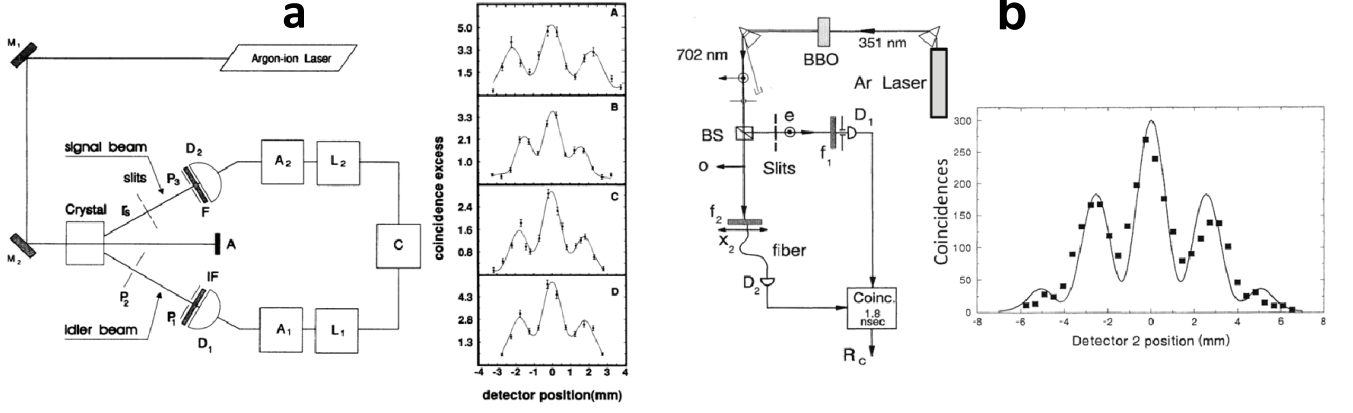 a
M1
Argon-ion Laser
signal beam
D2
A2
L2
slits
P3
Crystal
F
C
A
M2
P2
IF
P1
idler beam
D1
A1
L1
coincidence excess
A
5.0
3.3
1.5
B
3.3
2.1
1.0
C
2.4
1.6
0.8
D
4.3
2.8
1.3
-4 -3 -2 -1 0 1 2 3 4
detector position(mm)
b
702 nm
351 nm
BBO
Ar Laser
BS
e
D1
f1
o
Slits
f2
x2
fiber
D2
Coinc.
1.8
nsec
Rc
Coincidences
300
250
200
150
100
50
0
-8 -6 -4 -2 0 2 4 6 8
Detector 2 position (mm)